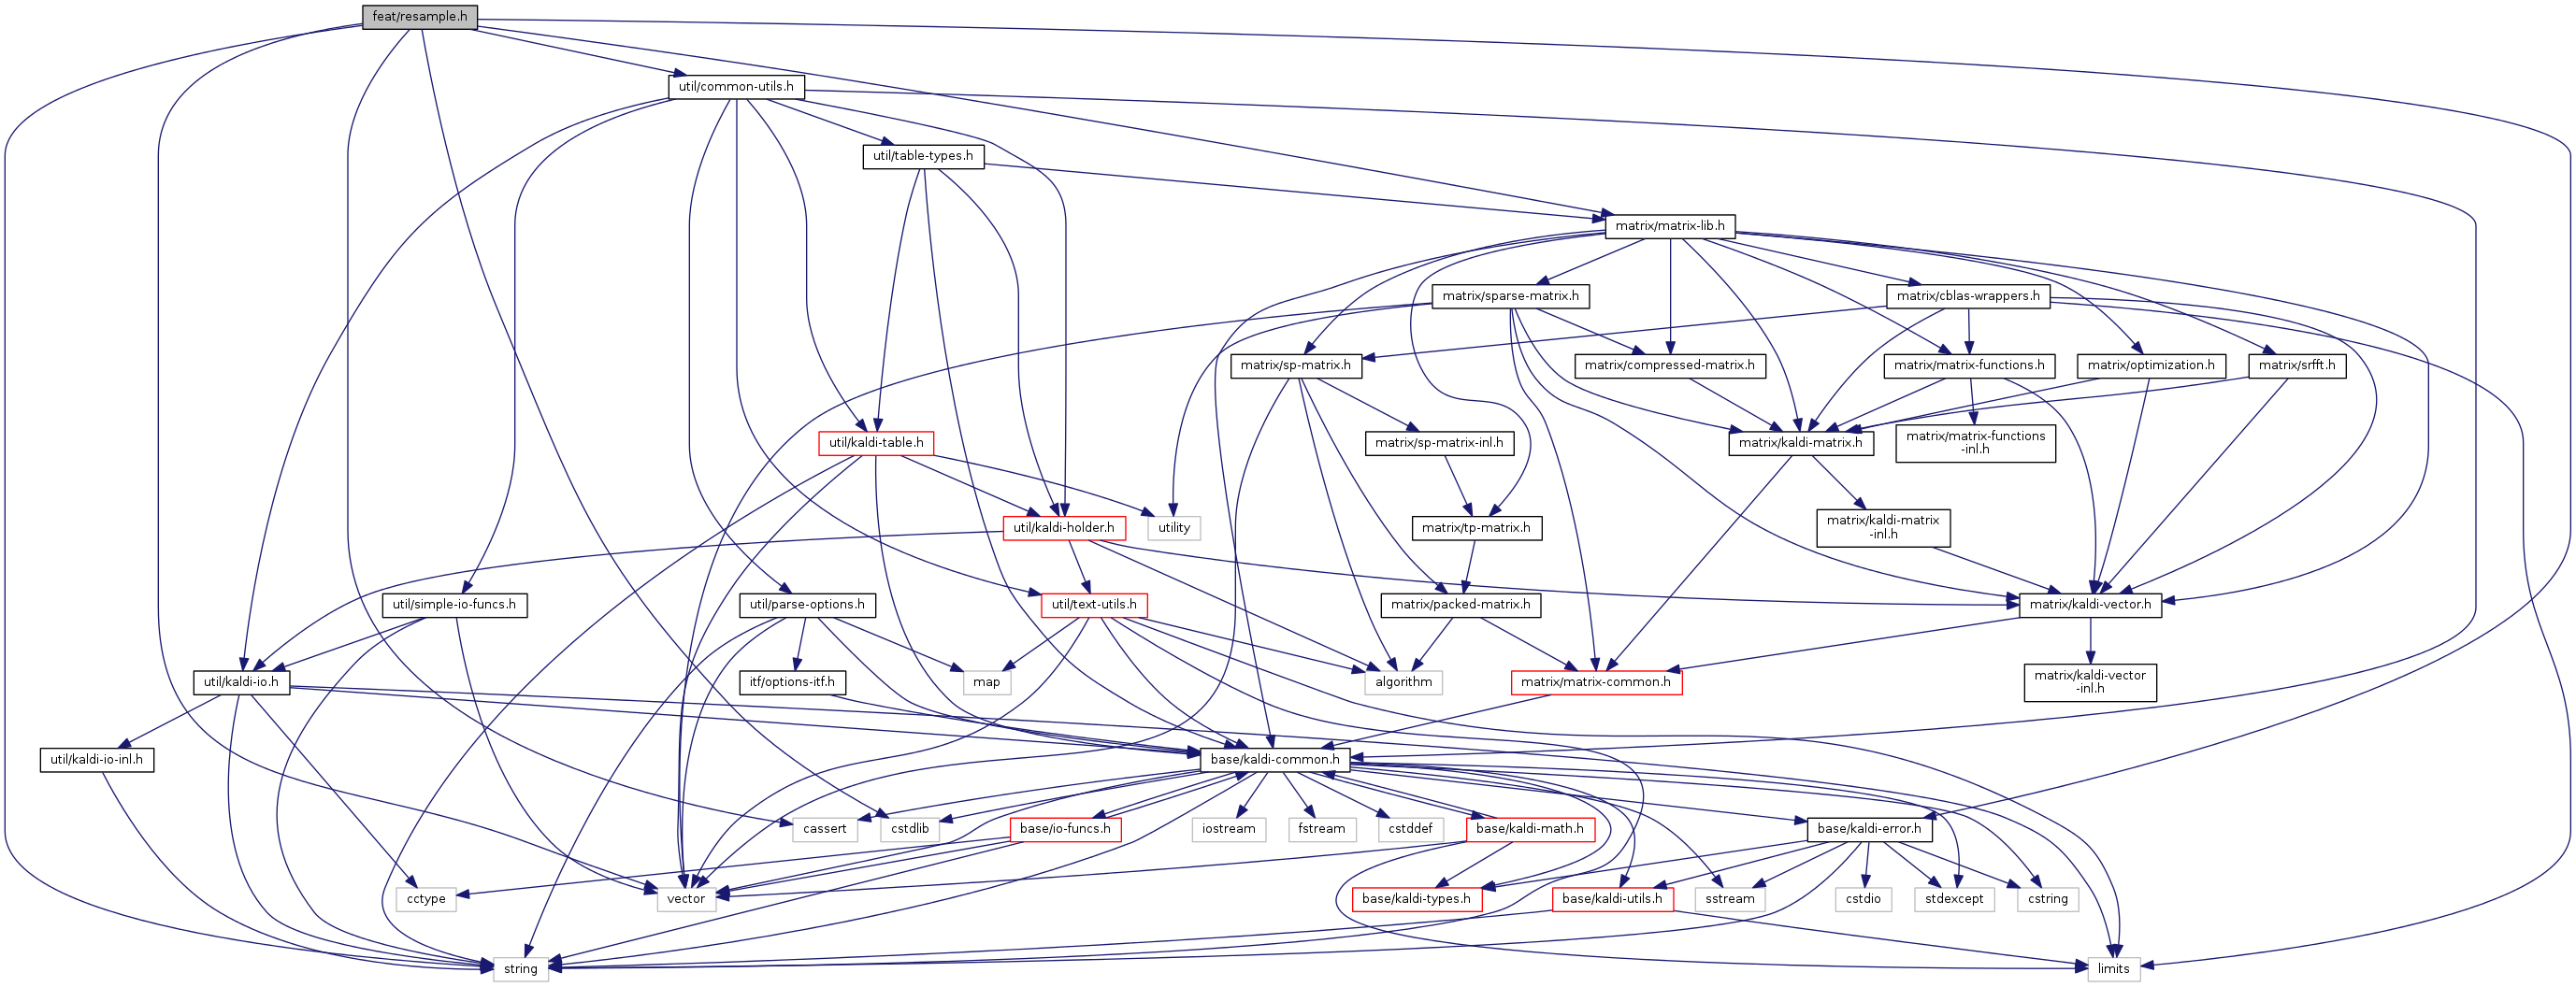 feat/resample.h
util/common-utils.h
util/table-types.h
matrix/matrix-lib.h
matrix/sparse-matrix.h
matrix/cblas-wrappers.h
matrix/sp-matrix.h
matrix/compressed-matrix.h
matrix/matrix-functions.h
matrix/optimization.h
matrix/srfft.h
util/kaldi-table.h
matrix/sp-matrix-inl.h
matrix/kaldi-matrix.h
matrix/matrix-functions
-inl.h
util/kaldi-holder.h
utility
matrix/tp-matrix.h
matrix/kaldi-matrix
-inl.h
util/simple-io-funcs.h
util/parse-options.h
util/text-utils.h
matrix/packed-matrix.h
matrix/kaldi-vector.h
util/kaldi-io.h
itf/options-itf.h
map
algorithm
matrix/matrix-common.h
matrix/kaldi-vector
-inl.h
util/kaldi-io-inl.h
base/kaldi-common.h
cassert
cstdlib
base/io-funcs.h
iostream
fstream
cstddef
base/kaldi-math.h
base/kaldi-error.h
cctype
vector
base/kaldi-types.h
base/kaldi-utils.h
sstream
cstdio
stdexcept
cstring
string
limits